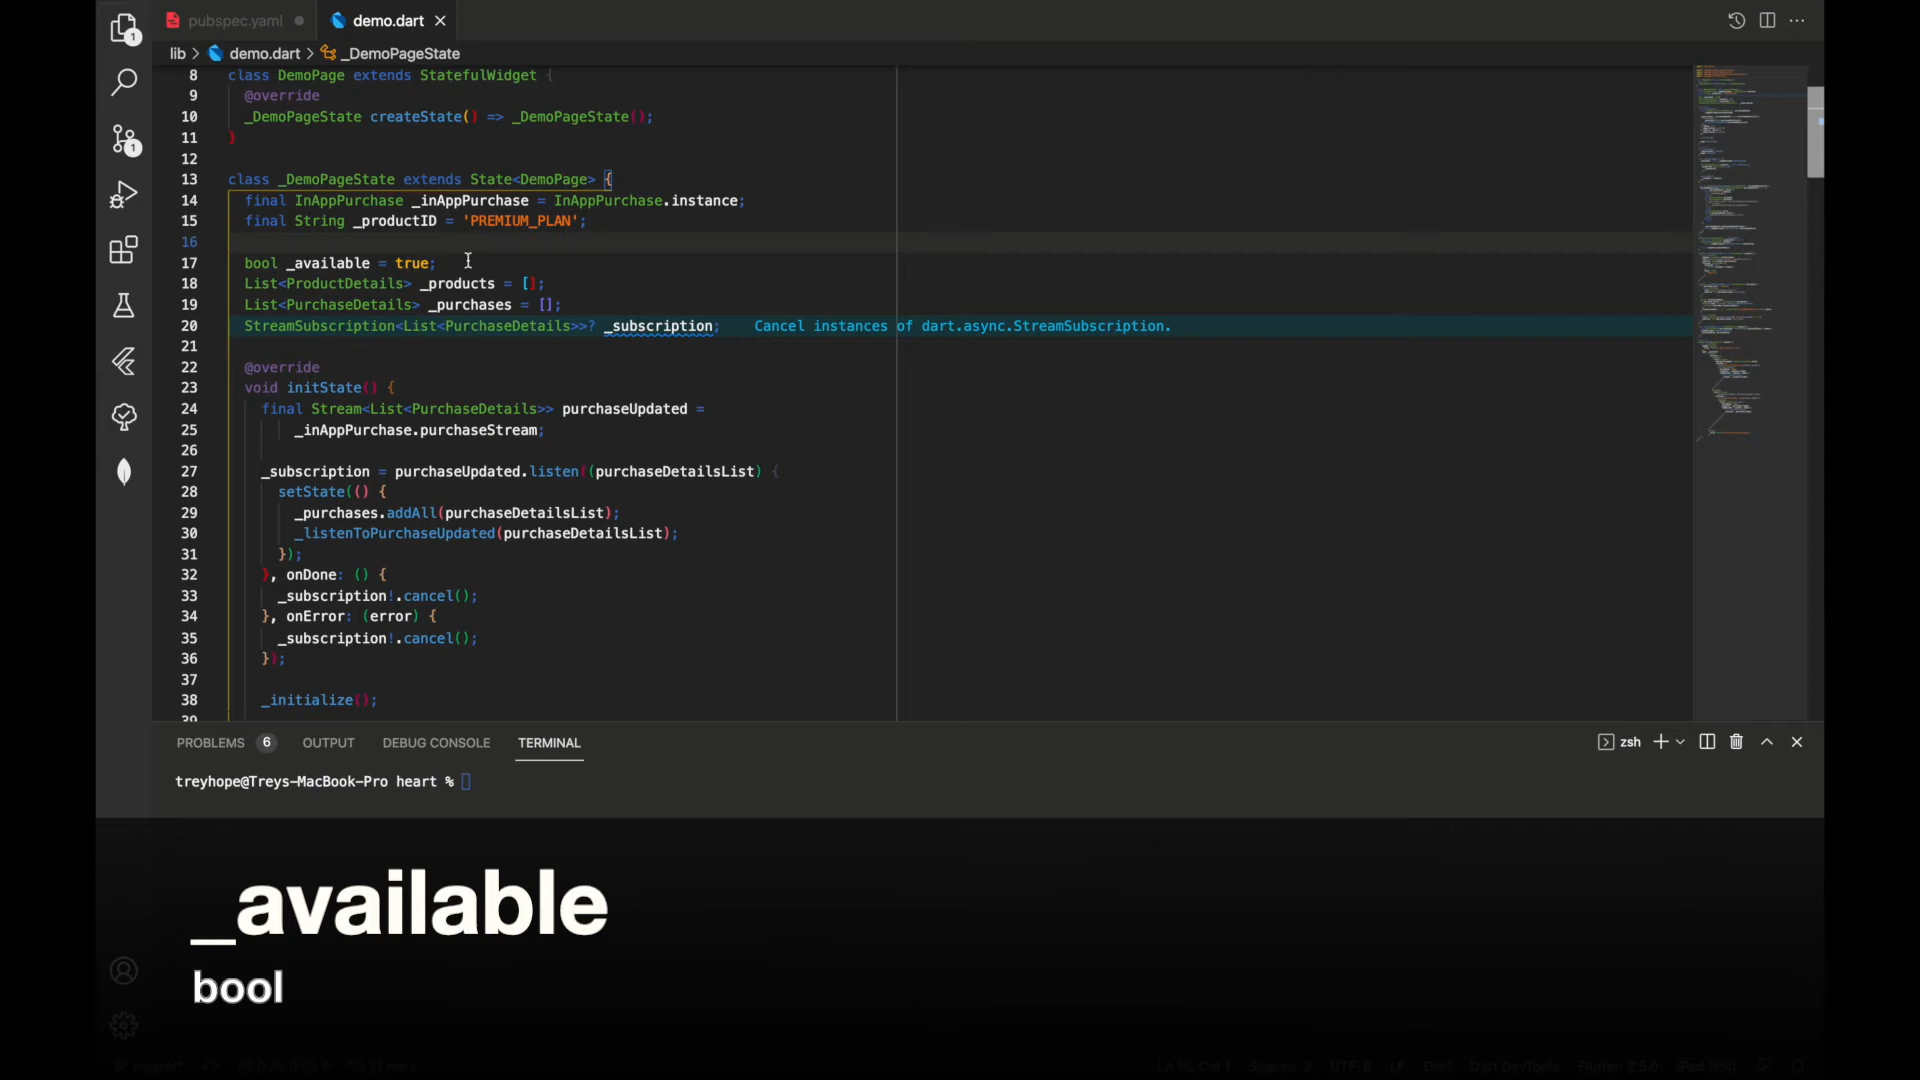 pubspec.yaml
demo.dart
lib > demo.dart > _DemoPageState
8 class DemoPage extends StatefulWidget {
9 @override
10 _DemoPageState createState() => _DemoPageState();
11 }
12
13 class _DemoPageState extends State<DemoPage> {
14 final InAppPurchase _inAppPurchase = InAppPurchase.instance;
15 final String _productID = 'PREMIUM_PLAN';
16
17 bool _available = true;
18 List<ProductDetails> _products = [];
19 List<PurchaseDetails> _purchases = [];
20 StreamSubscription<List<PurchaseDetails>>? _subscription; Cancel instances of dart.async.StreamSubscription.
21
22 @override
23 void initState() {
24 final Stream<List<PurchaseDetails>> purchaseUpdated =
25 _inAppPurchase.purchaseStream;
26
27 _subscription = purchaseUpdated.listen((purchaseDetailsList) {
28 setState(() {
29 _purchases.addAll(purchaseDetailsList);
30 _listenToPurchaseUpdated(purchaseDetailsList);
31 });
32 }, onDone: () {
33 _subscription!.cancel();
34 }, onError: (error) {
35 _subscription!.cancel();
36 });
37
38 _initialize();
39
PROBLEMS 6 OUTPUT DEBUG CONSOLE TERMINAL zsh
treyhope@Treys-MacBook-Pro heart %
_available
bool